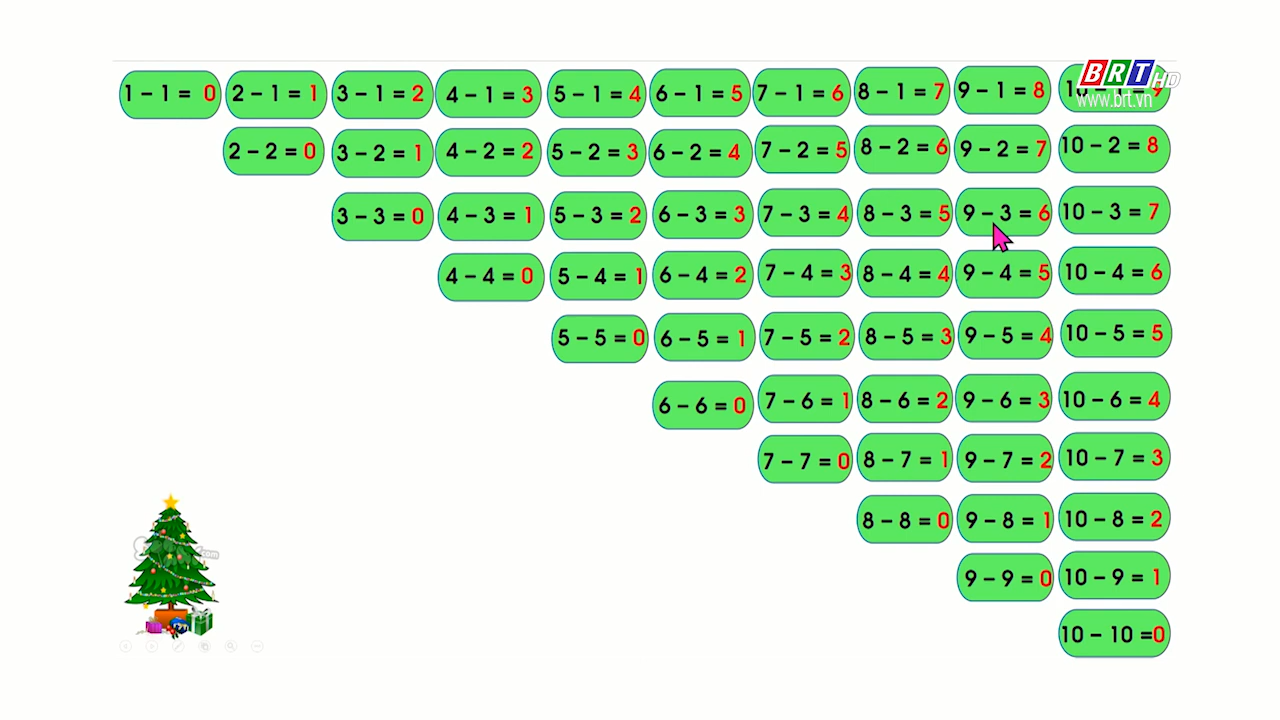 BRT HD
www.brt.vn
1 – 1 = 0 2 – 1 = 1 3 – 1 = 2 4 – 1 = 3 5 – 1 = 4 6 – 1 = 5 7 – 1 = 6 8 – 1 = 7 9 – 1 = 8 10 – 1 = 9
2 – 2 = 0 3 – 2 = 1 4 – 2 = 2 5 – 2 = 3 6 – 2 = 4 7 – 2 = 5 8 – 2 = 6 9 – 2 = 7 10 – 2 = 8
3 – 3 = 0 4 – 3 = 1 5 – 3 = 2 6 – 3 = 3 7 – 3 = 4 8 – 3 = 5 9 – 3 = 6 10 – 3 = 7
4 – 4 = 0 5 – 4 = 1 6 – 4 = 2 7 – 4 = 3 8 – 4 = 4 9 – 4 = 5 10 – 4 = 6
5 – 5 = 0 6 – 5 = 1 7 – 5 = 2 8 – 5 = 3 9 – 5 = 4 10 – 5 = 5
6 – 6 = 0 7 – 6 = 1 8 – 6 = 2 9 – 6 = 3 10 – 6 = 4
7 – 7 = 0 8 – 7 = 1 9 – 7 = 2 10 – 7 = 3
8 – 8 = 0 9 – 8 = 1 10 – 8 = 2
9 – 9 = 0 10 – 9 = 1
10 – 10 =0